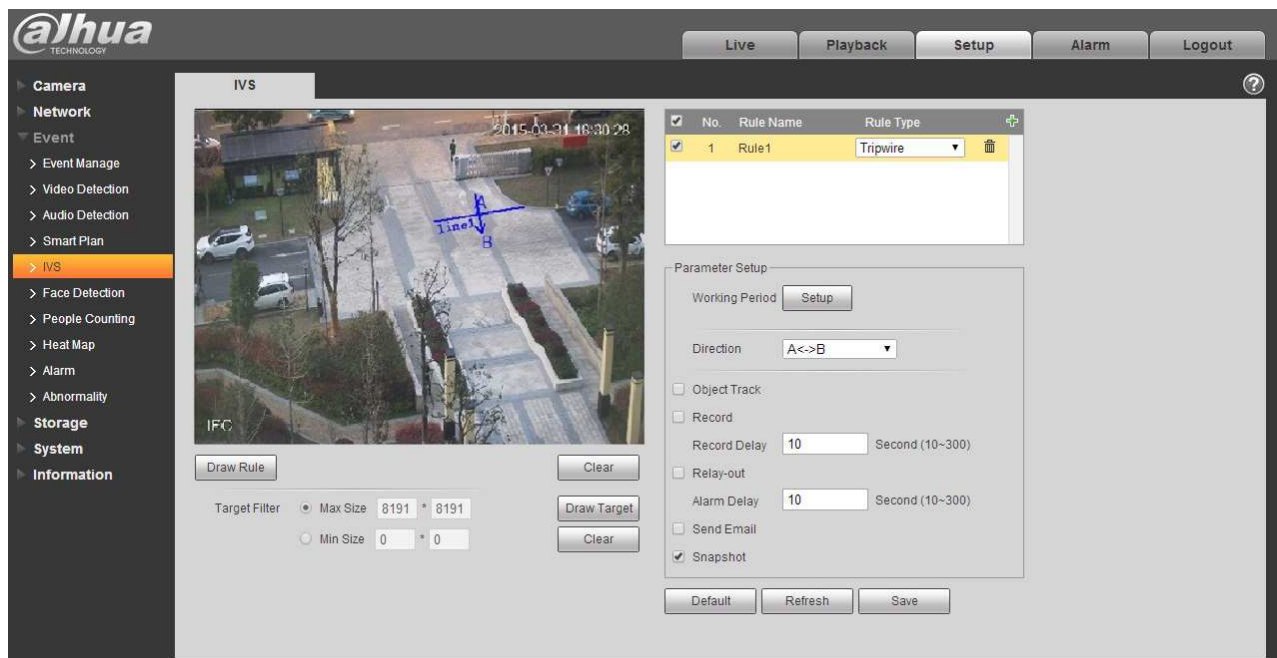 alhua
TECHNOLOGY
Live
Playback
Setup
Alarm
Logout
Camera
Network
Event
Event Manage
Video Detection
Audio Detection
Smart Plan
IVS
Face Detection
People Counting
Heat Map
Alarm
Abnormality
Storage
System
Information
IVS
2015-03-31 16:30:28
A
line1
B
IPC
Draw Rule
Clear
Target Filter
Max Size 8191 * 8191
Draw Target
Min Size 0 * 0
Clear
No. Rule Name Rule Type
1 Rule1 Tripwire
Parameter Setup
Working Period Setup
Direction A<->B
Object Track
Record
Record Delay 10 Second (10~300)
Relay-out
Alarm Delay 10 Second (10~300)
Send Email
Snapshot
Default Refresh Save